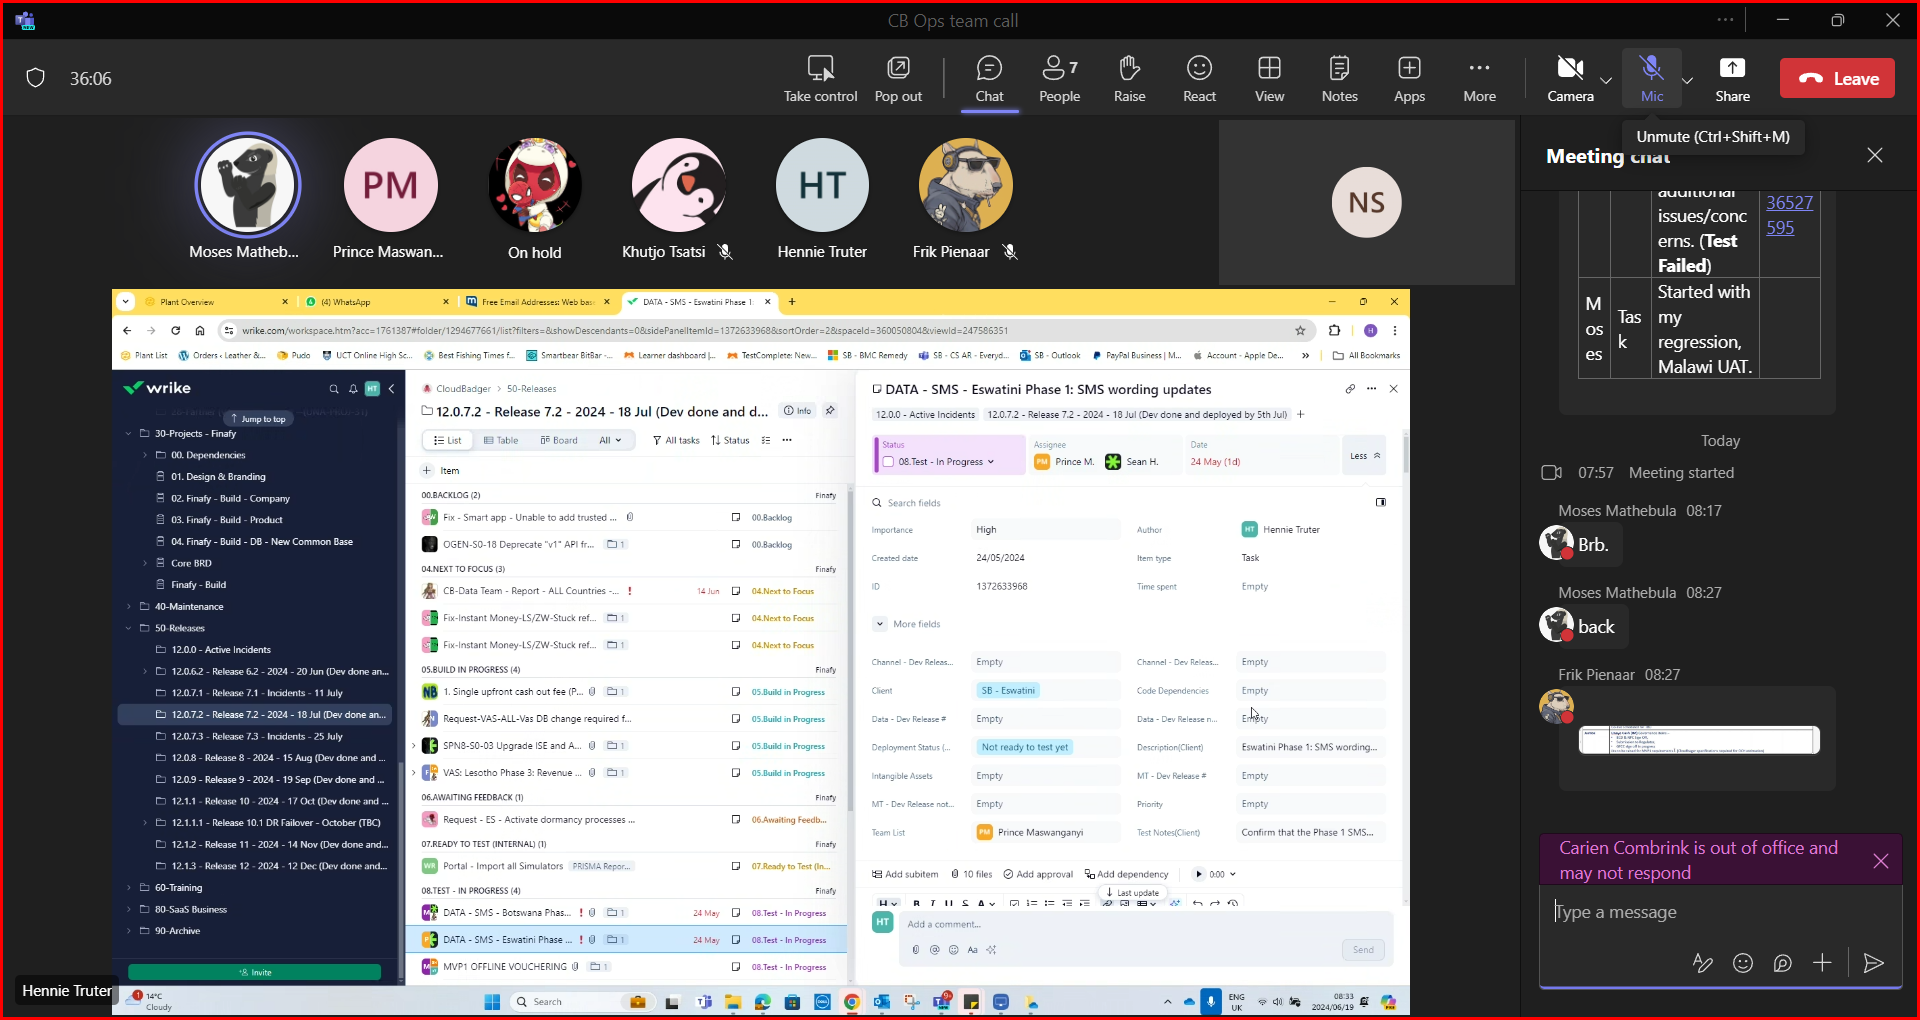 CB Ops team call
36:06
Take control
Pop out
Chat
7
People
Raise
React
View
Notes
Apps
More
Camera
Mic
Share
Leave
Unmute (Ctrl+Shift+M)
Moses Matheb...
PM
Prince Maswan...
On hold
Khutjo Tsatsi
HT
Hennie Truter
Frik Pienaar
NS
Plant Overview
(4) WhatsApp
Free Email Addresses: Web bas
DATA - SMS - Eswatini Phase 1:
wrike.com/workspace.htm?acc=1761387#folder/1294677661/list?filters=&showDescendants=0&sidePanelItemId=1372633968&sortOrder=2&spaceId=360050804&viewId=247586351
Plant List
Orders ‹ Leather &...
Pudo
UCT Online High Sc...
Best Fishing Times f...
Smartbear BitBar -...
Learner dashboard |...
TestComplete: New...
SB - BMC Remedy
SB - CS AR - Everyd...
SB - Outlook
PayPal Business | M...
Account - Apple De...
All Bookmarks
wrike
HT
Jump to top
30-Projects - Finafy
00. Dependencies
01. Design & Branding
02. Finafy - Build - Company
03. Finafy - Build - Product
04. Finafy - Build - DB - New Common Base
Core BRD
Finafy - Build
40-Maintenance
50-Releases
12.0.0 - Active Incidents
12.0.6.2 - Release 6.2 - 2024 - 20 Jun (Dev done an...
12.0.7.1 - Release 7.1 - Incidents - 11 July
12.0.7.2 - Release 7.2 - 2024 - 18 Jul (Dev done an...
12.0.7.3 - Release 7.3 - Incidents - 25 July
12.0.8 - Release 8 - 2024 - 15 Aug (Dev done and ...
12.0.9 - Release 9 - 2024 - 19 Sep (Dev done and ...
12.1.1 - Release 10 - 2024 - 17 Oct (Dev done and ...
12.1.1.1 - Release 10.1 DR Failover - October (TBC)
12.1.2 - Release 11 - 2024 - 14 Nov (Dev done and...
12.1.3 - Release 12 - 2024 - 12 Dec (Dev done and...
60-Training
80-SaaS Business
90-Archive
Invite
CloudBadger > 50-Releases
12.0.7.2 - Release 7.2 - 2024 - 18 Jul (Dev done and d...
Info
List
Table
Board
All
All tasks
Status
Item
00.BACKLOG (2)
Finafy
Fix - Smart app - Unable to add trusted ...
00.Backlog
OGEN-S0-18 Deprecate "v1" API fr...
1
00.Backlog
04.NEXT TO FOCUS (3)
Finafy
CB-Data Team - Report - ALL Countries -...
14 Jun
04.Next to Focus
Fix-Instant Money-LS/ZW-Stuck ref...
1
04.Next to Focus
Fix-Instant Money-LS/ZW-Stuck ref...
1
04.Next to Focus
05.BUILD IN PROGRESS (4)
Finafy
1. Single upfront cash out fee (P...
1
05.Build in Progress
Request-VAS-ALL-Vas DB change required f...
05.Build in Progress
SPN8-S0-03 Upgrade ISE and A...
1
05.Build in Progress
VAS: Lesotho Phase 3: Revenue ...
1
05.Build in Progress
06.AWAITING FEEDBACK (1)
Finafy
Request - ES - Activate dormancy processes ...
06.Awaiting Feedb...
07.READY TO TEST (INTERNAL) (1)
Finafy
Portal - Import all Simulators
PRISMA Repor...
07.Ready to Test (In...
08.TEST - IN PROGRESS (4)
Finafy
DATA - SMS - Botswana Phas...
1
24 May
08.Test - In Progress
DATA - SMS - Eswatini Phase ...
1
24 May
08.Test - In Progress
MVP1 OFFLINE VOUCHERING
1
08.Test - In Progress
DATA - SMS - Eswatini Phase 1: SMS wording updates
12.0.0 - Active Incidents
12.0.7.2 - Release 7.2 - 2024 - 18 Jul (Dev done and deployed by 5th Jul)
Status
08.Test - In Progress
Assignee
PM Prince M.
Sean H.
Date
24 May (1d)
Less
Search fields
Importance High Author HT Hennie Truter
Created date 24/05/2024 Item type Task
ID 1372633968 Time spent Empty
More fields
Channel - Dev Releas... Empty Channel - Dev Releas... Empty
Client SB - Eswatini Code Dependencies Empty
Data - Dev Release # Empty Data - Dev Release n... Empty
Deployment Status (... Not ready to test yet Description(Client) Eswatini Phase 1: SMS wording...
Intangible Assets Empty MT - Dev Release # Empty
MT - Dev Release not... Empty Priority Empty
Team List PM Prince Maswanganyi Test Notes(Client) Confirm that the Phase 1 SMS...
Add subitem
10 files
Add approval
Add dependency
0:00
Last update
HT
Add a comment...
Send
Hennie Truter
14°C
Cloudy
Search
ENG
UK
08:33
2024/06/19
Meeting chat
additional
issues/conc
erns. (Test
Failed)
36527
595
M
os
es
Tas
k
Started with
my
regression,
Malawi UAT.
Today
07:57 Meeting started
Moses Mathebula 08:17
Brb.
Moses Mathebula 08:27
back
Frik Pienaar 08:27
Carien Combrink is out of office and
may not respond
Type a message